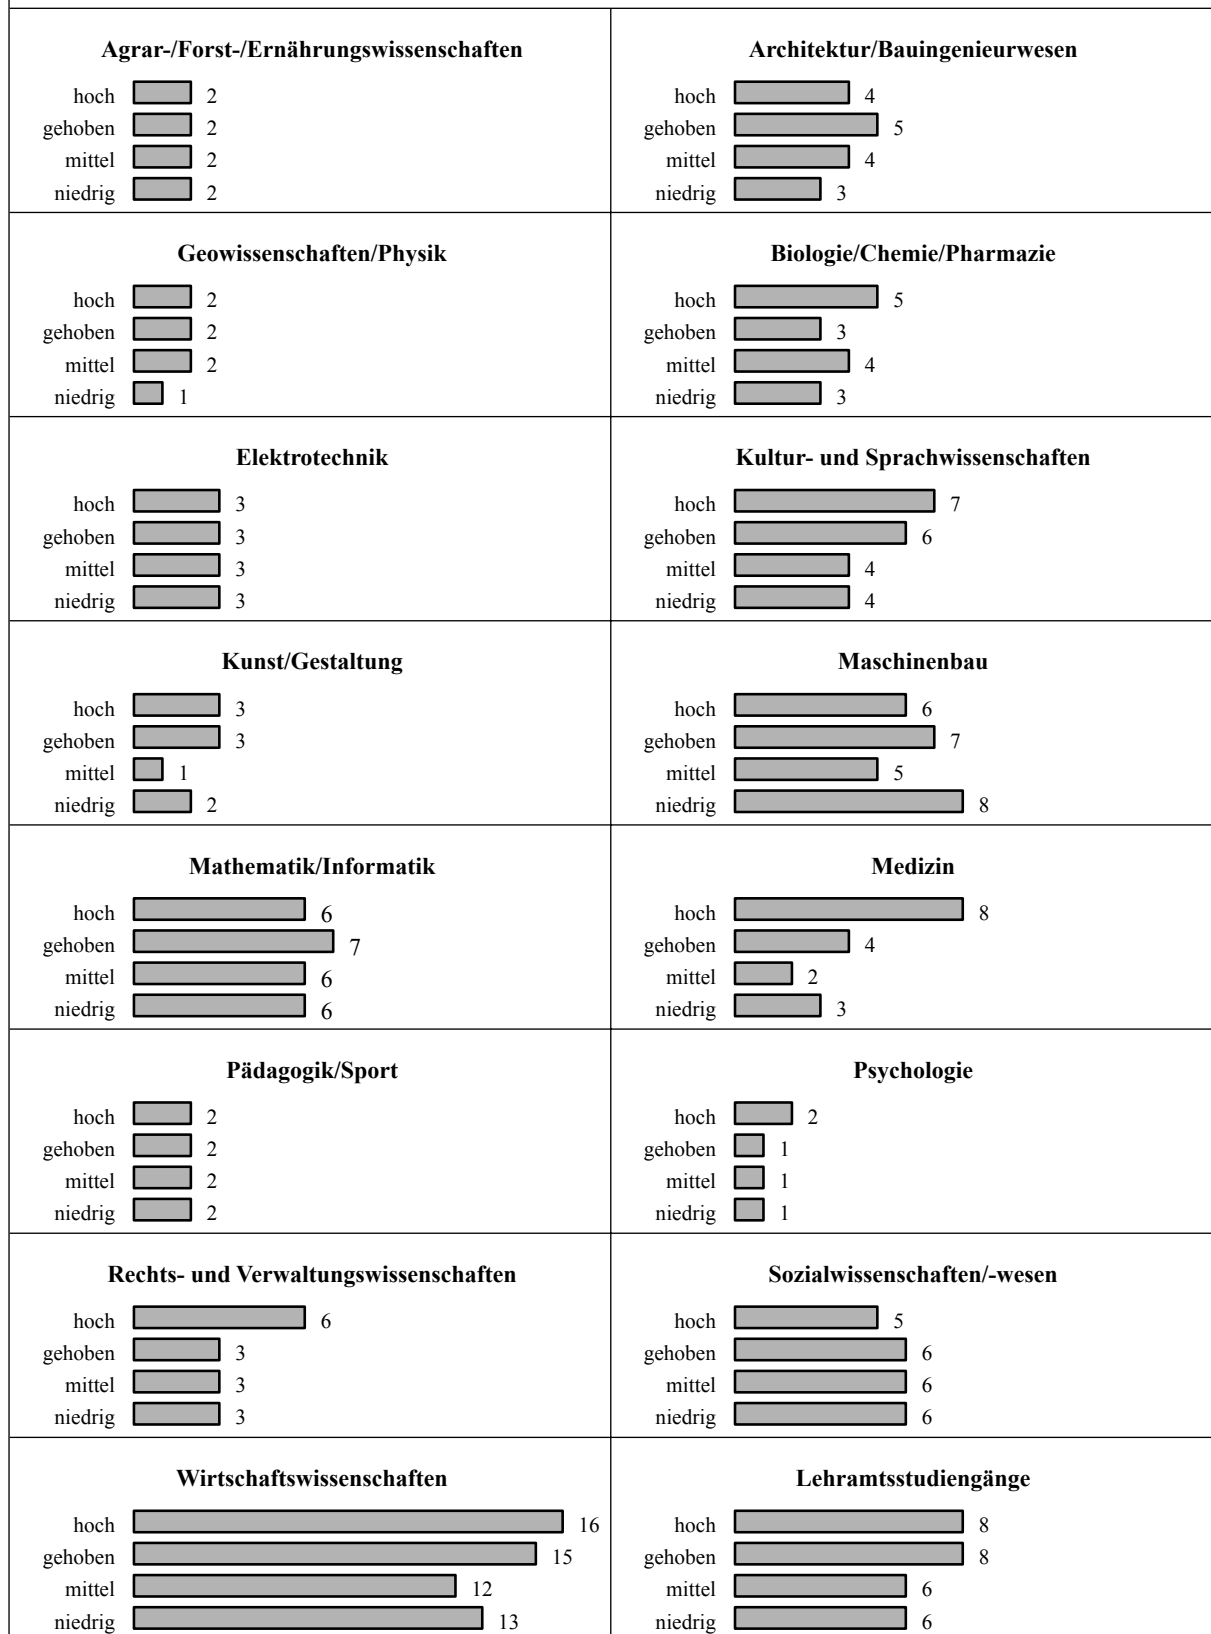 Agrar-/Forst-/Ernährungswissenschaften
hoch 2
gehoben 2
mittel 2
niedrig 2
Architektur/Bauingenieurwesen
hoch 4
gehoben 5
mittel 4
niedrig 3
Geowissenschaften/Physik
hoch 2
gehoben 2
mittel 2
niedrig 1
Biologie/Chemie/Pharmazie
hoch 5
gehoben 3
mittel 4
niedrig 3
Elektrotechnik
hoch 3
gehoben 3
mittel 3
niedrig 3
Kultur- und Sprachwissenschaften
hoch 7
gehoben 6
mittel 4
niedrig 4
Kunst/Gestaltung
hoch 3
gehoben 3
mittel 1
niedrig 2
Maschinenbau
hoch 6
gehoben 7
mittel 5
niedrig 8
Mathematik/Informatik
hoch 6
gehoben 7
mittel 6
niedrig 6
Medizin
hoch 8
gehoben 4
mittel 2
niedrig 3
Pädagogik/Sport
hoch 2
gehoben 2
mittel 2
niedrig 2
Psychologie
hoch 2
gehoben 1
mittel 1
niedrig 1
Rechts- und Verwaltungswissenschaften
hoch 6
gehoben 3
mittel 3
niedrig 3
Sozialwissenschaften/-wesen
hoch 5
gehoben 6
mittel 6
niedrig 6
Wirtschaftswissenschaften
hoch 16
gehoben 15
mittel 12
niedrig 13
Lehramtsstudiengänge
hoch 8
gehoben 8
mittel 6
niedrig 6